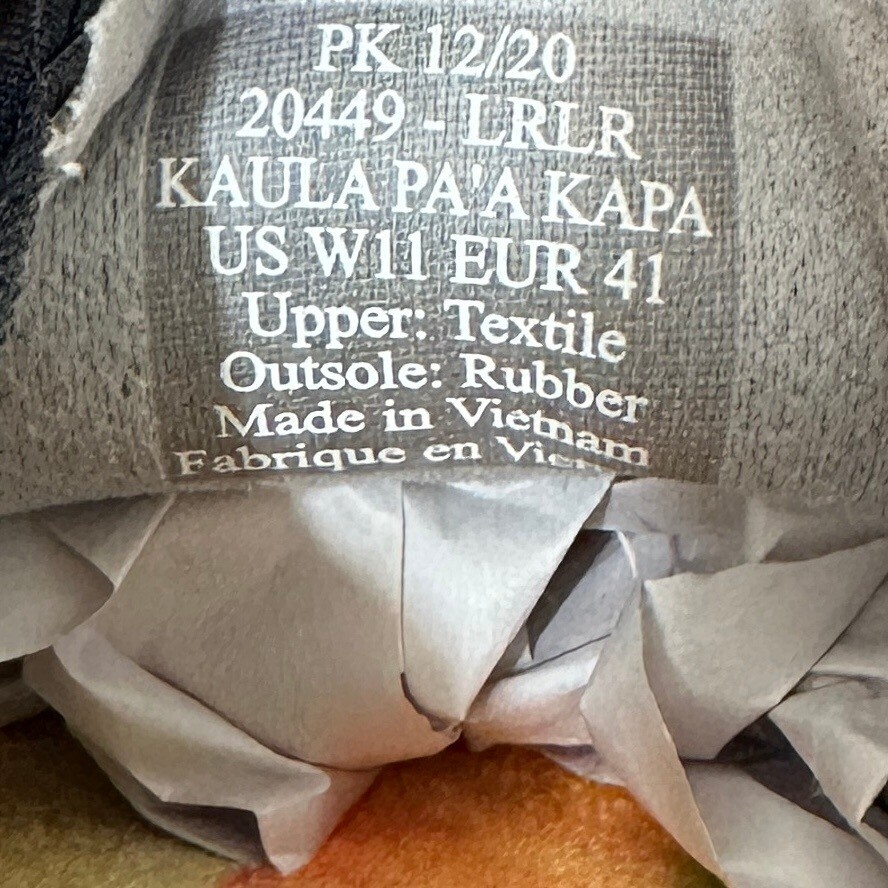 PK 12/20
20449 - LRLR
KAULA PA'A KAPA
US W11 EUR 41
Upper: Textile
Outsole: Rubber
Made in Vietnam
Fabrique en